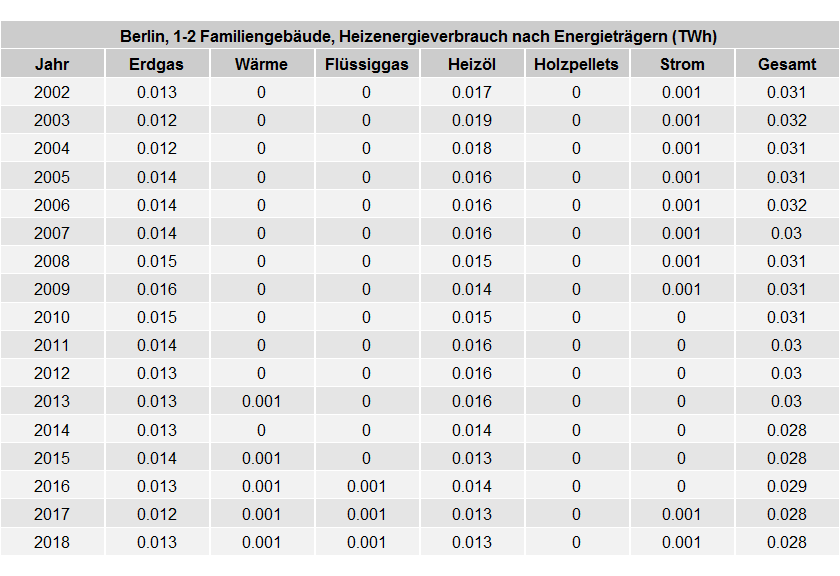 Berlin, 1-2 Familiengebäude, Heizenergieverbrauch nach Energieträgern (TWh)
Jahr Erdgas Wärme Flüssiggas Heizöl Holzpellets Strom Gesamt
2002 0.013 0 0 0.017 0 0.001 0.031
2003 0.012 0 0 0.019 0 0.001 0.032
2004 0.012 0 0 0.018 0 0.001 0.031
2005 0.014 0 0 0.016 0 0.001 0.031
2006 0.014 0 0 0.016 0 0.001 0.032
2007 0.014 0 0 0.016 0 0.001 0.03
2008 0.015 0 0 0.015 0 0.001 0.031
2009 0.016 0 0 0.014 0 0.001 0.031
2010 0.015 0 0 0.015 0 0 0.031
2011 0.014 0 0 0.016 0 0 0.03
2012 0.013 0 0 0.016 0 0 0.03
2013 0.013 0.001 0 0.016 0 0 0.03
2014 0.013 0 0 0.014 0 0 0.028
2015 0.014 0.001 0 0.013 0 0 0.028
2016 0.013 0.001 0.001 0.014 0 0 0.029
2017 0.012 0.001 0.001 0.013 0 0.001 0.028
2018 0.013 0.001 0.001 0.013 0 0.001 0.028